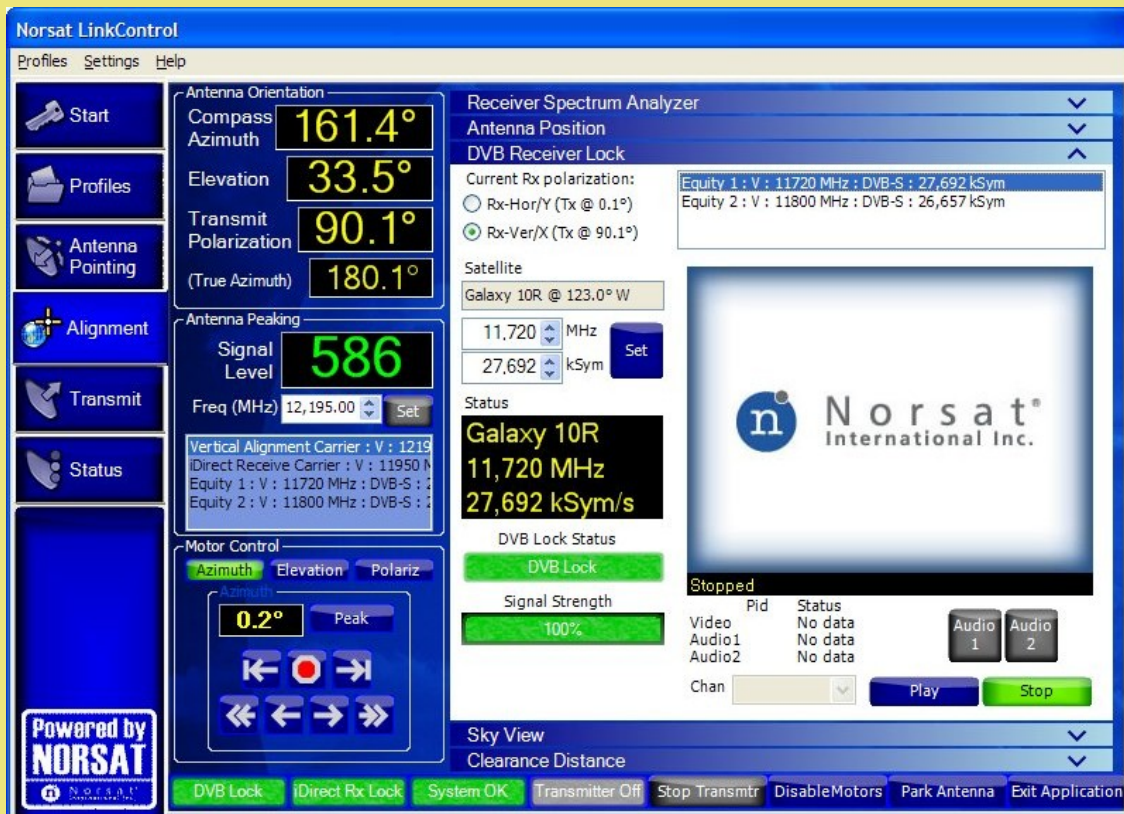 Norsat LinkControl
Profiles Settings Help
Start
Profiles
Antenna
Pointing
Alignment
Transmit
Status
Powered by
NORSAT
n Norsat
Antenna Orientation
Compass
Azimuth
161.4°
Elevation
33.5°
Transmit
Polarization
90.1°
(True Azimuth)
180.1°
Antenna Peaking
Signal
Level
586
Freq (MHz) 12,195.00 Set
Vertical Alignment Carrier : V : 1219
iDirect Receive Carrier : V : 11950
Equity 1 : V : 11720 MHz : DVB-S :
Equity 2 : V : 11800 MHz : DVB-S :
Motor Control
Azimuth Elevation Polariz
Azimuth
0.2° Peak
Receiver Spectrum Analyzer
Antenna Position
DVB Receiver Lock
Current Rx polarization:
Rx-Hor/Y (Tx @ 0.1°)
Rx-Ver/X (Tx @ 90.1°)
Satellite
Galaxy 10R @ 123.0° W
11,720 MHz
27,692 kSym
Set
Status
Galaxy 10R
11,720 MHz
27,692 kSym/s
DVB Lock Status
DVB Lock
Signal Strength
100%
Equity 1 : V : 11720 MHz : DVB-S : 27,692 kSym
Equity 2 : V : 11800 MHz : DVB-S : 26,657 kSym
n Norsat®
International Inc.
Stopped
Pid Status
Video No data
Audio1 No data
Audio2 No data
Audio
1
Audio
2
Chan Play Stop
Sky View
Clearance Distance
DVB Lock iDirect Rx Lock System OK Transmitter Off Stop Transmtr DisableMotors Park Antenna Exit Application